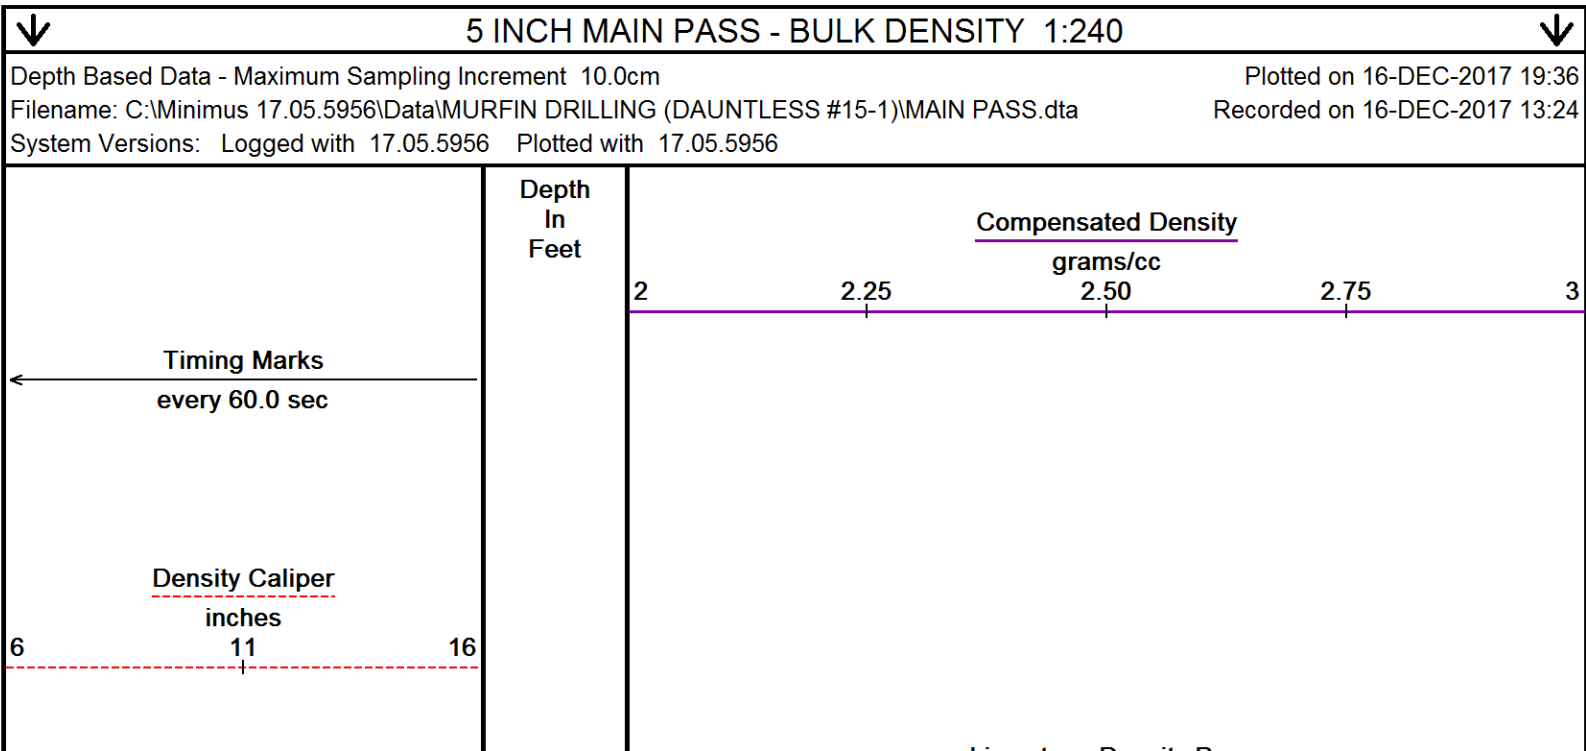 5 INCH MAIN PASS - BULK DENSITY 1:240
Depth Based Data - Maximum Sampling Increment 10.0cm
Plotted on 16-DEC-2017 19:36
Filename: C:\Minimus 17.05.5956\Data\MURFIN DRILLING (DAUNTLESS #15-1)\MAIN PASS.dta
Recorded on 16-DEC-2017 13:24
System Versions: Logged with 17.05.5956 Plotted with 17.05.5956
Depth
In
Feet
Compensated Density
grams/cc
2 2.25 2.50 2.75 3
Timing Marks
every 60.0 sec
Density Caliper
inches
6 11 16